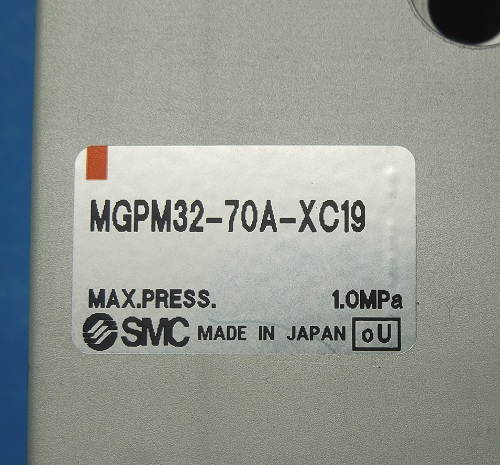 MGPM32-70A-XC19
MAX.PRESS. 1.0MPa
SMC MADE IN JAPAN oU